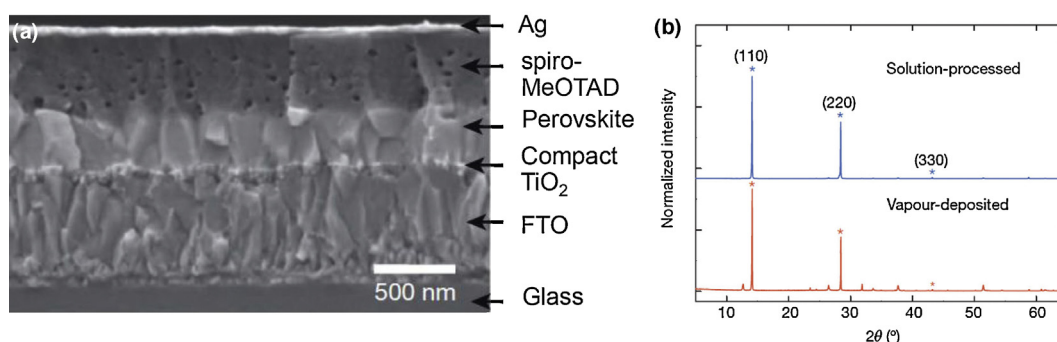 (a)
Ag
spiro-
MeOTAD
Perovskite
Compact
TiO₂
FTO
500 nm
Glass
(b)
Normalized intensity
(110)
*
Solution-processed
(220)
*
(330)
*
Vapour-deposited
*
*
*
10 20 30 40 50 60
2θ (°)